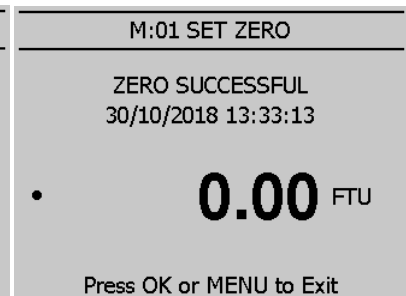 M:01 SET ZERO
ZERO SUCCESSFUL
30/10/2018 13:33:13
0.00 FTU
Press OK or MENU to Exit